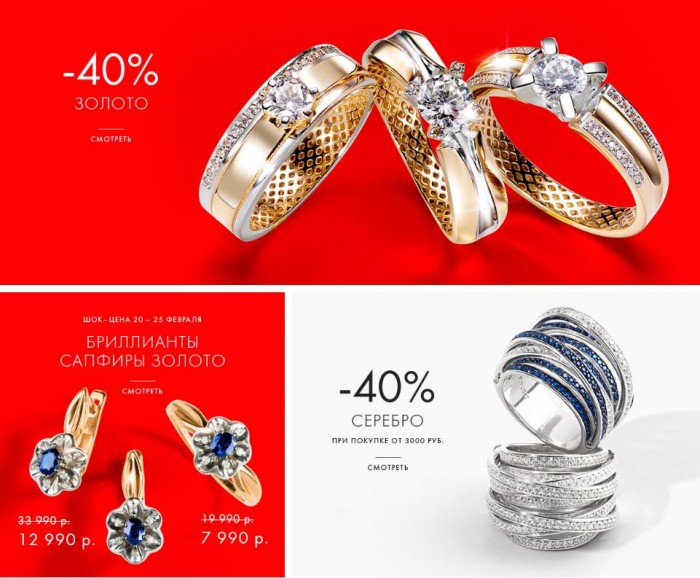 -40%
ЗОЛОТО
СМОТРЕТЬ
ШОК–ЦЕНА 20 – 25 ФЕВРАЛЯ
БРИЛЛИАНТЫ
САПФИРЫ ЗОЛОТО
СМОТРЕТЬ
33 990 р.
12 990 р.
19 990 р.
7 990 р.
-40%
СЕРЕБРО
ПРИ ПОКУПКЕ ОТ 3000 РУБ.
СМОТРЕТЬ